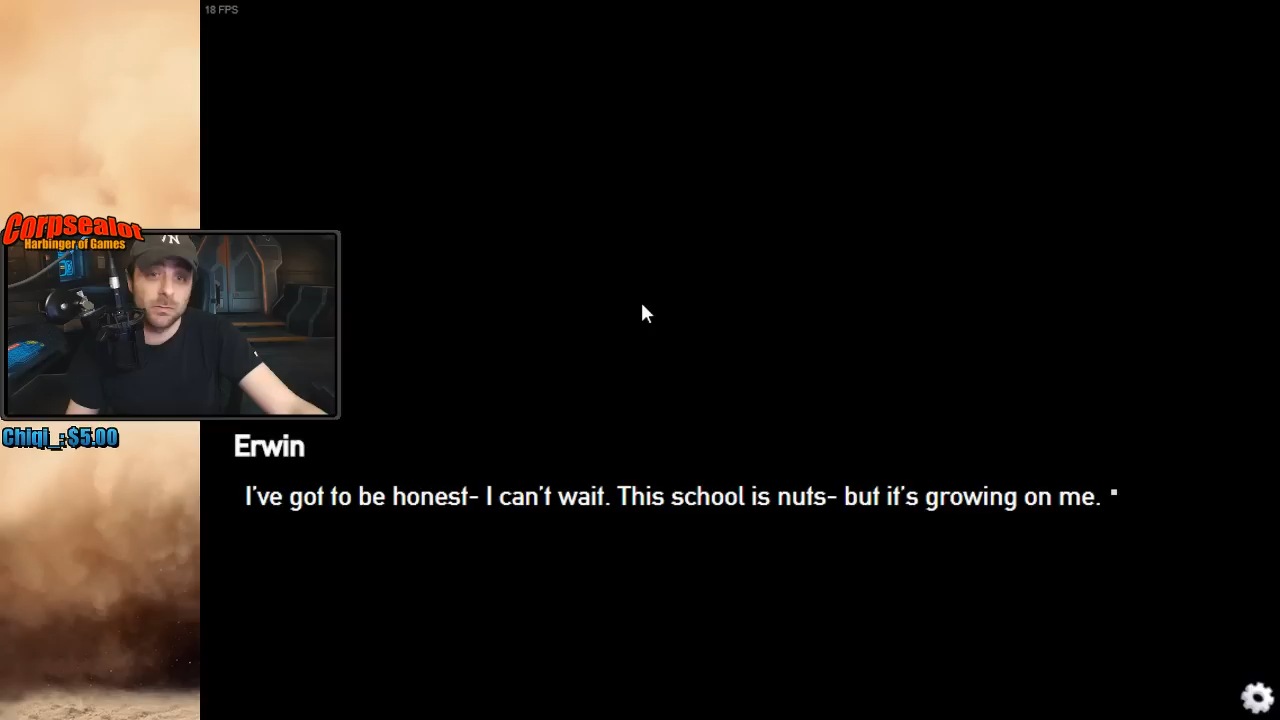 18 FPS
Corpsealot
Harbinger of Games
Chiqi_: $5.00
Erwin
I've got to be honest- I can't wait. This school is nuts- but it's growing on me.